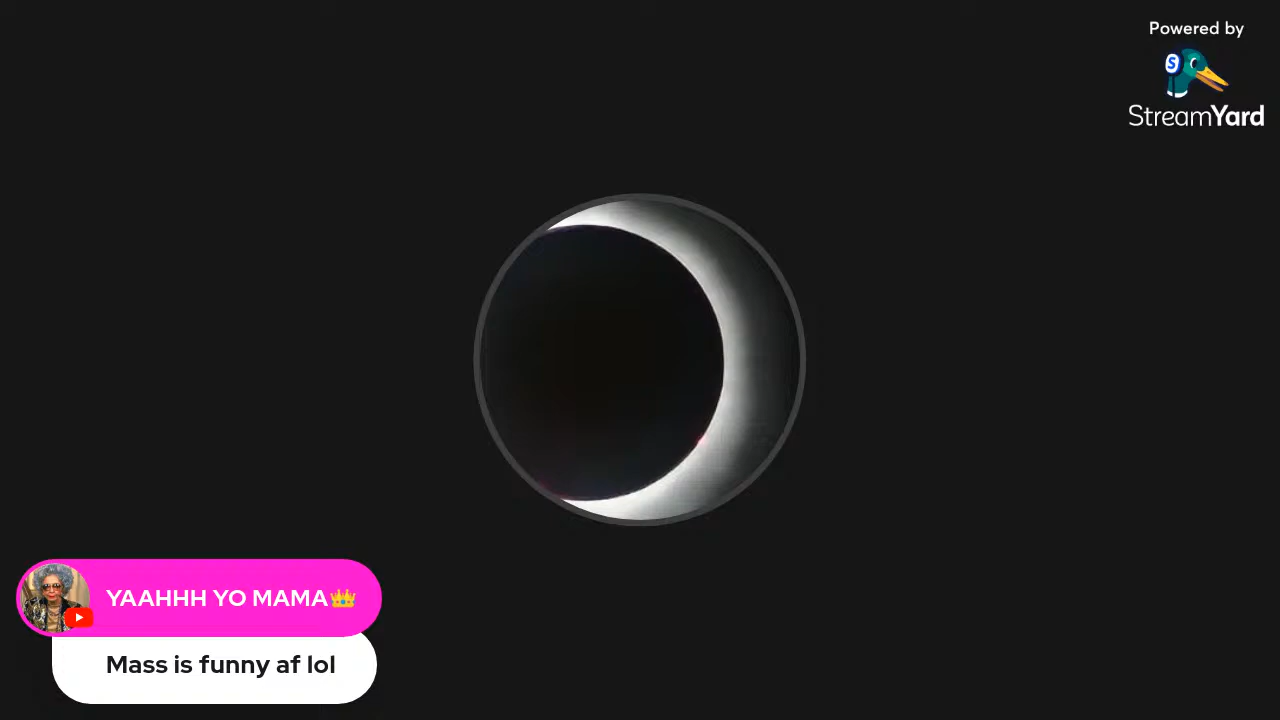 Powered by
S
StreamYard
YAAHHH YO MAMA👑
Mass is funny af lol